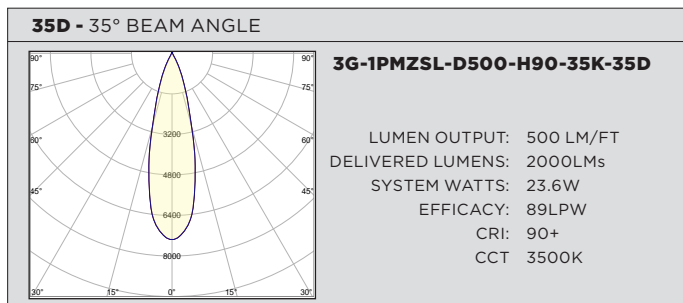 35D - 35° BEAM ANGLE
90° 90°
75° 75°
60° 60°
45° 45°
3200
4800
6400
8000
30° 15° 0° 15° 30°
3G-1PMZSL-D500-H90-35K-35D
LUMEN OUTPUT: 500 LM/FT
DELIVERED LUMENS: 2000LMs
SYSTEM WATTS: 23.6W
EFFICACY: 89LPW
CRI: 90+
CCT 3500K